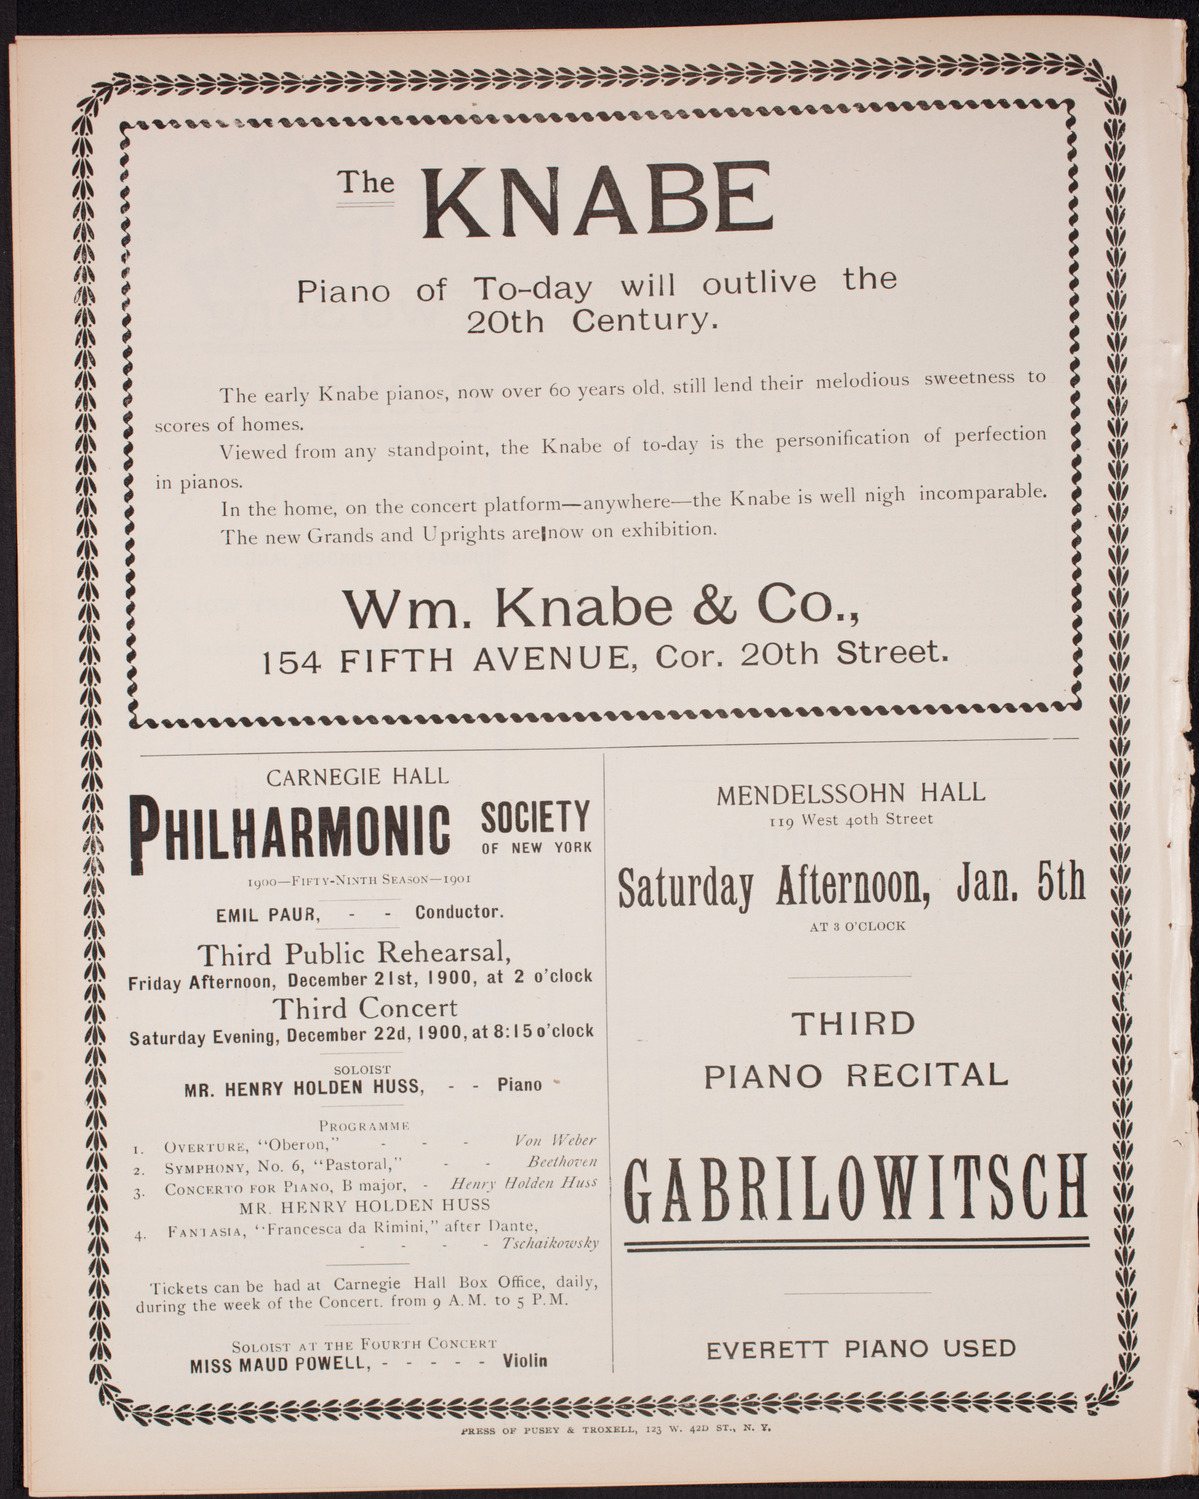 The KNABE
Piano of To-day will outlive the
20th Century.
The early Knabe pianos, now over 60 years old, still lend their melodious sweetness to
scores of homes.
Viewed from any standpoint, the Knabe of to-day is the personification of perfection
in pianos.
In the home, on the concert platform—anywhere—the Knabe is well nigh incomparable.
The new Grands and Uprights are now on exhibition.
Wm. Knabe & Co.,
154 FIFTH AVENUE, Cor. 20th Street.
CARNEGIE HALL
PHILHARMONIC SOCIETY
OF NEW YORK
1900—FIFTY-NINTH SEASON—1901
EMIL PAUR, - - Conductor.
Third Public Rehearsal,
Friday Afternoon, December 21st, 1900, at 2 o'clock
Third Concert
Saturday Evening, December 22d, 1900, at 8:15 o'clock
SOLOIST
MR. HENRY HOLDEN HUSS, - - Piano
PROGRAMME
1. OVERTURE, "Oberon," - - - Von Weber
2. SYMPHONY, No. 6, "Pastoral," - - Beethoven
3. CONCERTO FOR PIANO, B major, - Henry Holden Huss
MR. HENRY HOLDEN HUSS
4. FANTASIA, "Francesca da Rimini," after Dante,
- - - - Tschaikowsky
Tickets can be had at Carnegie Hall Box Office, daily,
during the week of the Concert. from 9 A.M. to 5 P.M.
SOLOIST AT THE FOURTH CONCERT
MISS MAUD POWELL, - - - - - Violin
MENDELSSOHN HALL
119 West 40th Street
Saturday Afternoon, Jan. 5th
AT 3 O'CLOCK
THIRD
PIANO RECITAL
GABRILOWITSCH
EVERETT PIANO USED
PRESS OF PUSEY & TROXELL, 123 W. 42D ST., N. Y.